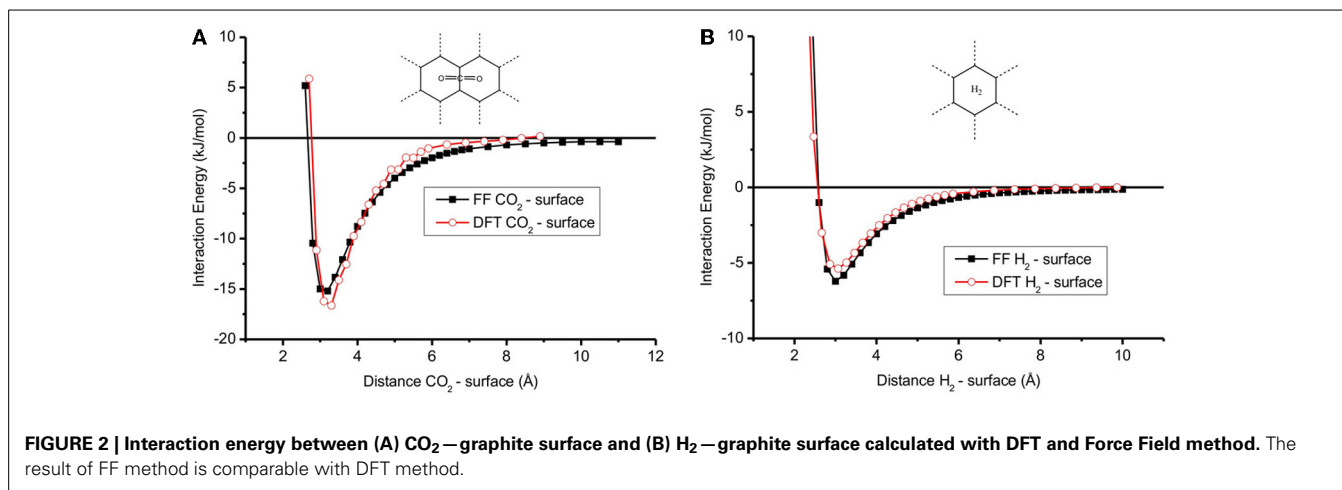 A
10
5
0
-5
-10
-15
-20
Interaction Energy (kJ/mol)
O=C=O
FF CO₂ - surface
DFT CO₂ - surface
2 4 6 8 10 12
Distance CO₂ - surface (Å)
B
10
5
0
-5
-10
Interaction Energy (kJ/mol)
H₂
FF H₂ - surface
DFT H₂ - surface
2 4 6 8 10
Distance H₂ - surface (Å)
FIGURE 2 | Interaction energy between (A) CO₂—graphite surface and (B) H₂—graphite surface calculated with DFT and Force Field method. The
result of FF method is comparable with DFT method.